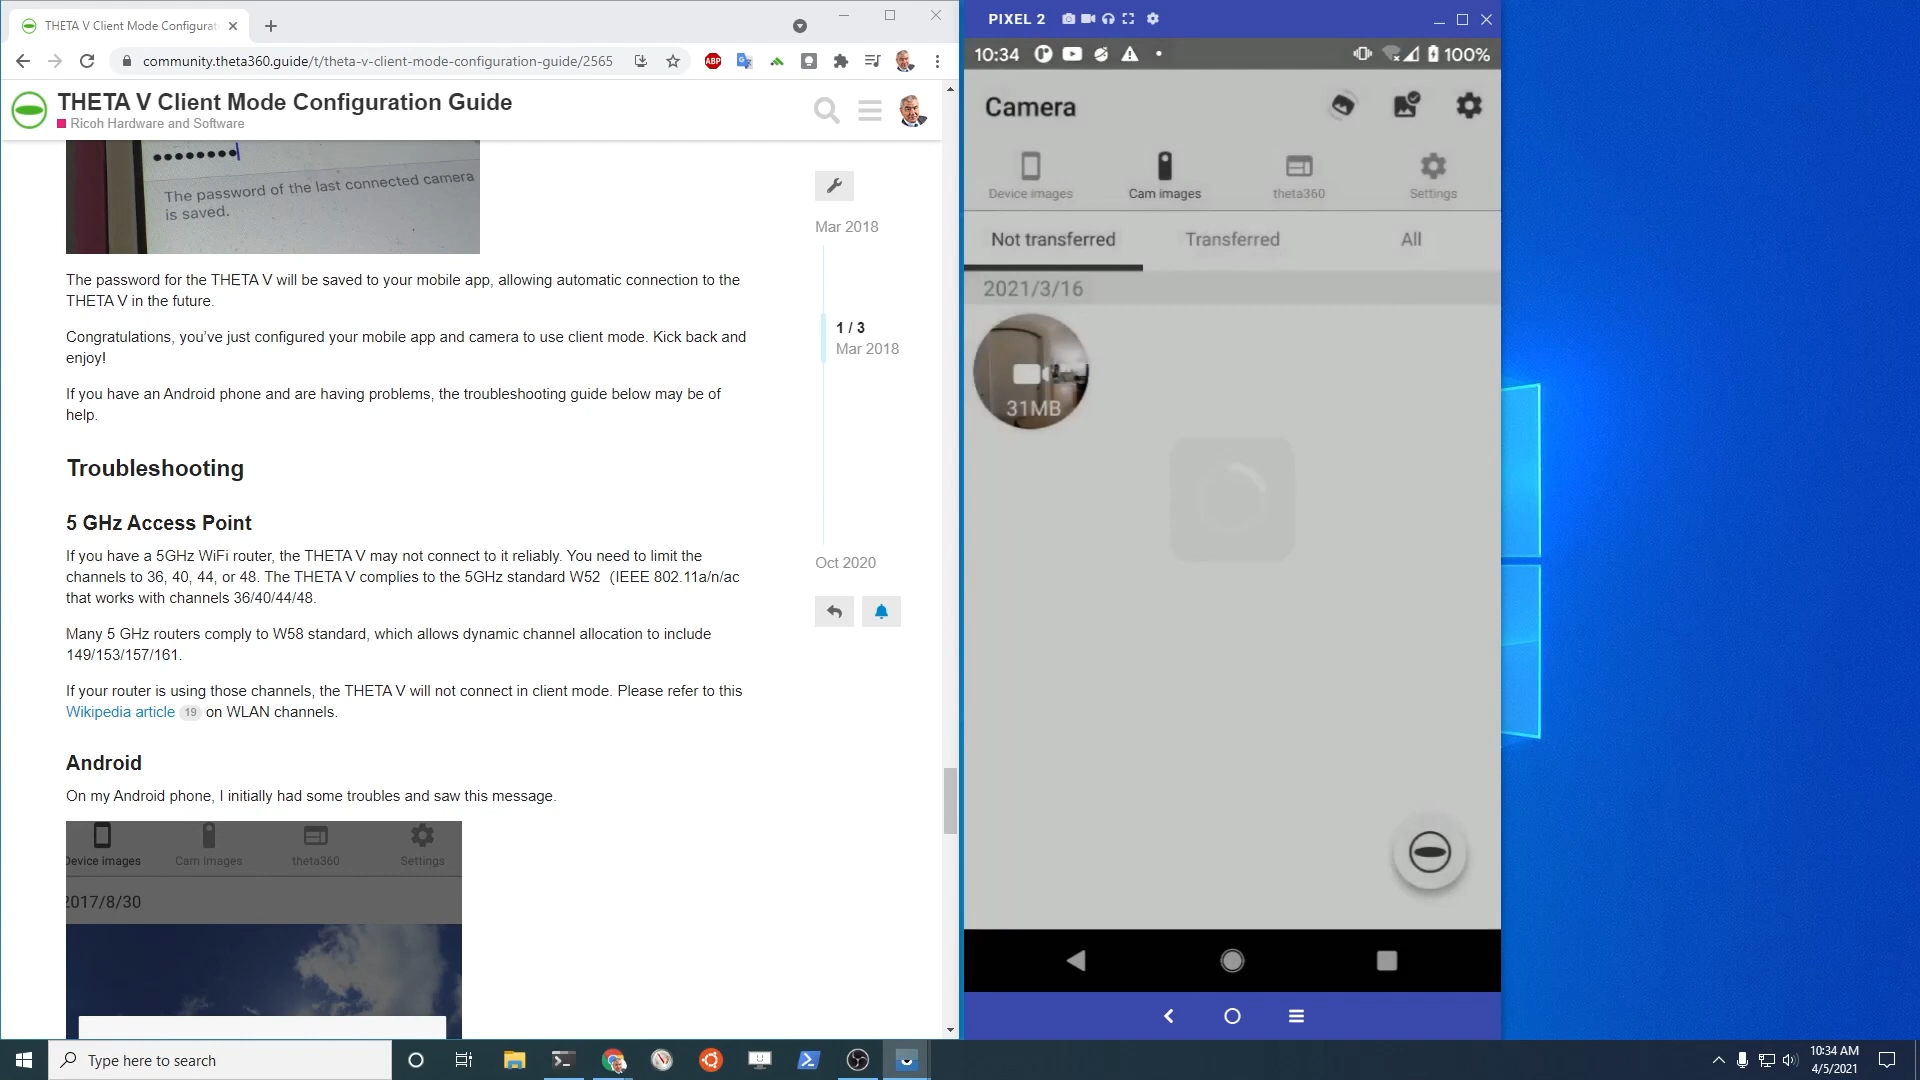 THETA V Client Mode Configurat
community.theta360.guide/t/theta-v-client-mode-configuration-guide/2565
ABP
THETA V Client Mode Configuration Guide
Ricoh Hardware and Software
The password of the last connected camera
is saved.
The password for the THETA V will be saved to your mobile app, allowing automatic connection to the
THETA V in the future.
Congratulations, you’ve just configured your mobile app and camera to use client mode. Kick back and
enjoy!
If you have an Android phone and are having problems, the troubleshooting guide below may be of
help.
Troubleshooting
5 GHz Access Point
If you have a 5GHz WiFi router, the THETA V may not connect to it reliably. You need to limit the
channels to 36, 40, 44, or 48. The THETA V complies to the 5GHz standard W52 (IEEE 802.11a/n/ac
that works with channels 36/40/44/48.
Many 5 GHz routers comply to W58 standard, which allows dynamic channel allocation to include
149/153/157/161.
If your router is using those channels, the THETA V will not connect in client mode. Please refer to this
Wikipedia article 19 on WLAN channels.
Android
On my Android phone, I initially had some troubles and saw this message.
Device images Cam images theta360 Settings
2017/8/30
Mar 2018
1 / 3
Mar 2018
Oct 2020
PIXEL 2
10:34 100%
Camera
Device images Cam images theta360 Settings
Not transferred Transferred All
2021/3/16
31MB
Type here to search
10:34 AM
4/5/2021